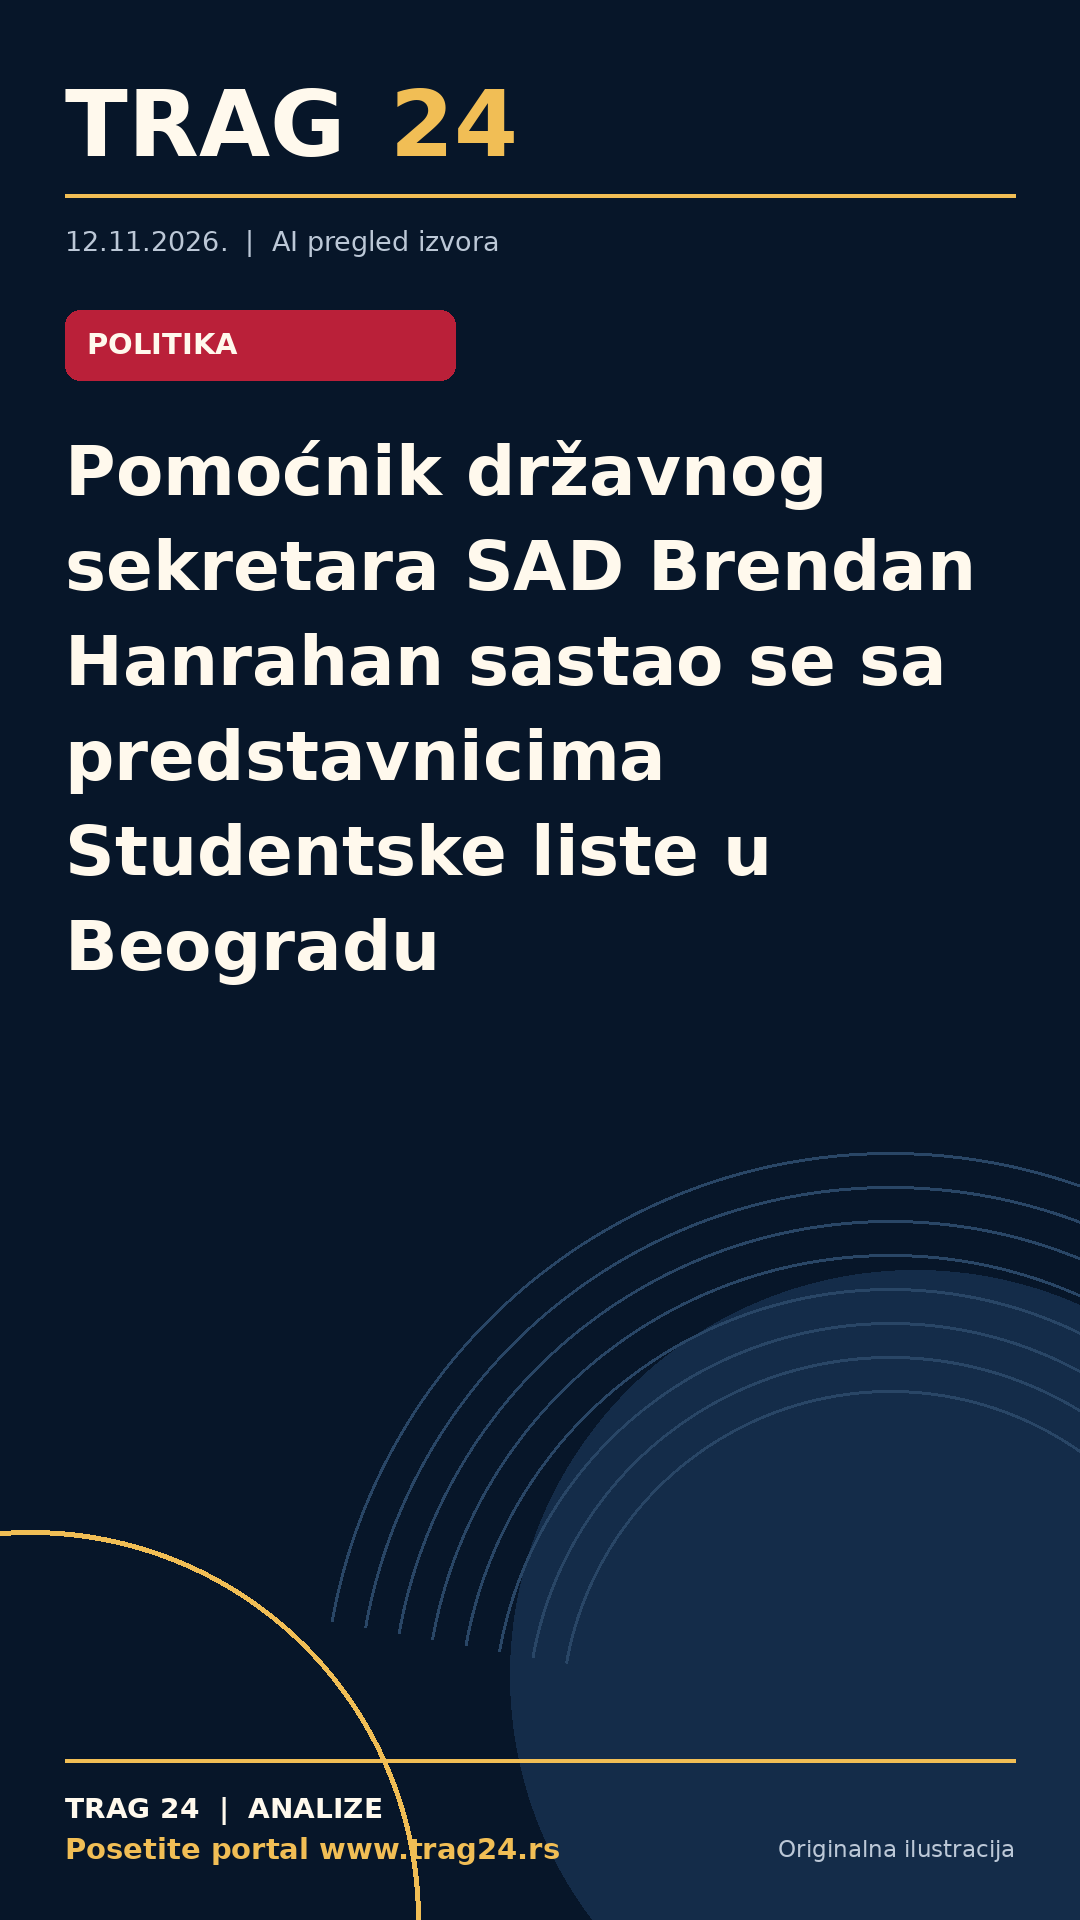 TRAG 24
12.11.2026. | AI pregled izvora
POLITIKA
Pomoćnik državnog
sekretara SAD Brendan
Hanrahan sastao se sa
predstavnicima
Studentske liste u
Beogradu
TRAG 24 | ANALIZE
Posetite portal www.trag24.rs
Originalna ilustracija